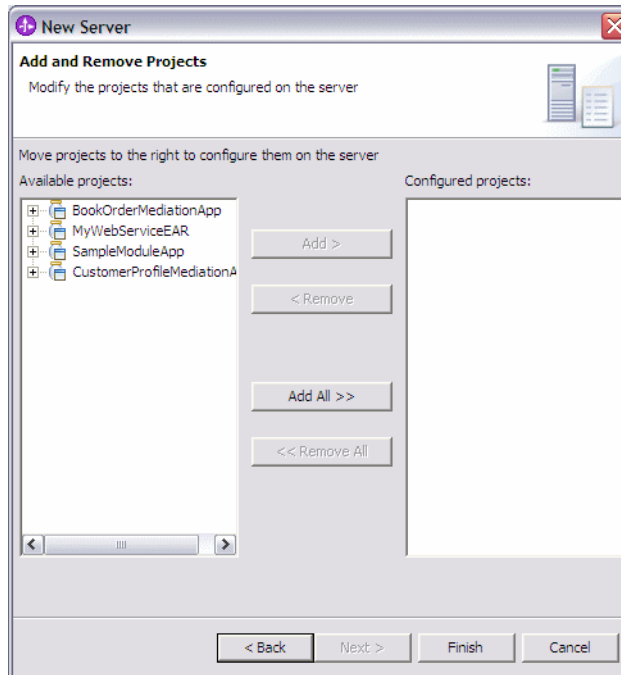 New Server
Add and Remove Projects
Modify the projects that are configured on the server
Move projects to the right to configure them on the server
Available projects:
Configured projects:
BookOrderMediationApp
MyWebServiceEAR
SampleModuleApp
CustomerProfileMediationA
Add >
< Remove
Add All >>
<< Remove All
< Back
Next >
Finish
Cancel